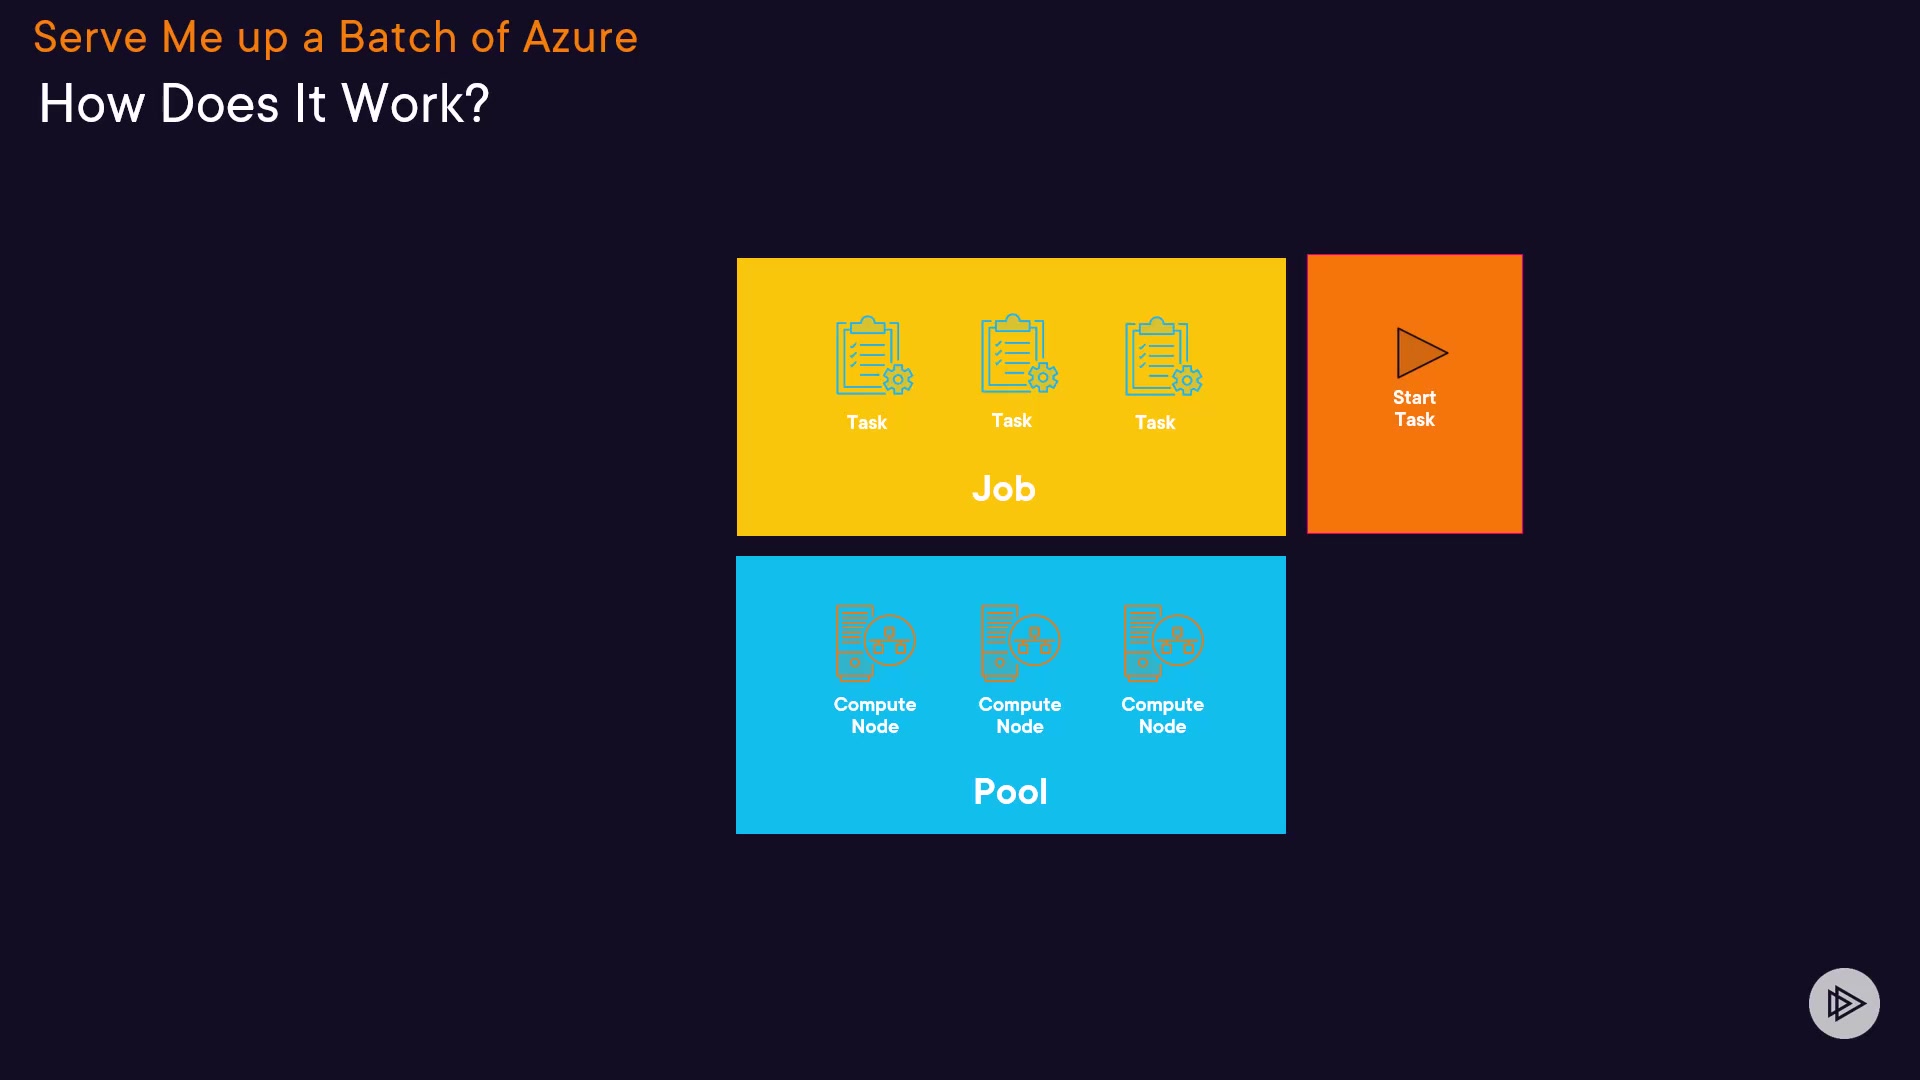 Serve Me up a Batch of Azure
How Does It Work?
Task
Task
Task
Job
Start
Task
Compute
Node
Compute
Node
Compute
Node
Pool